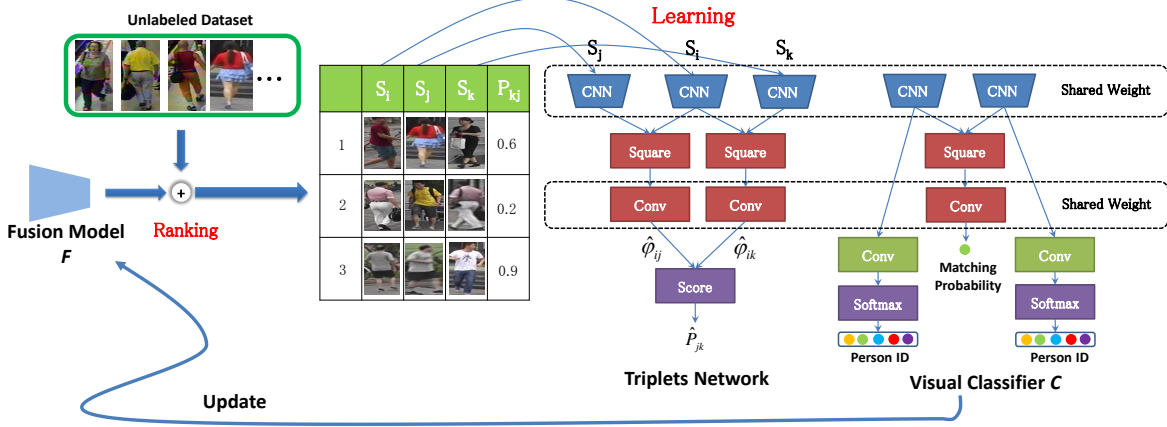 Unlabeled Dataset
...
Learning
S_j S_i S_k
CNN CNN CNN CNN CNN Shared Weight
S_i S_j S_k P_kj
1 0.6
2 0.2
3 0.9
Square Square Square
Conv Conv Conv Shared Weight
+
Ranking
Fusion Model
F
φ̂_ij φ̂_ik
Conv Matching Conv
Probability
Score Softmax Softmax
P̂_jk
Person ID Person ID
Triplets Network Visual Classifier C
Update